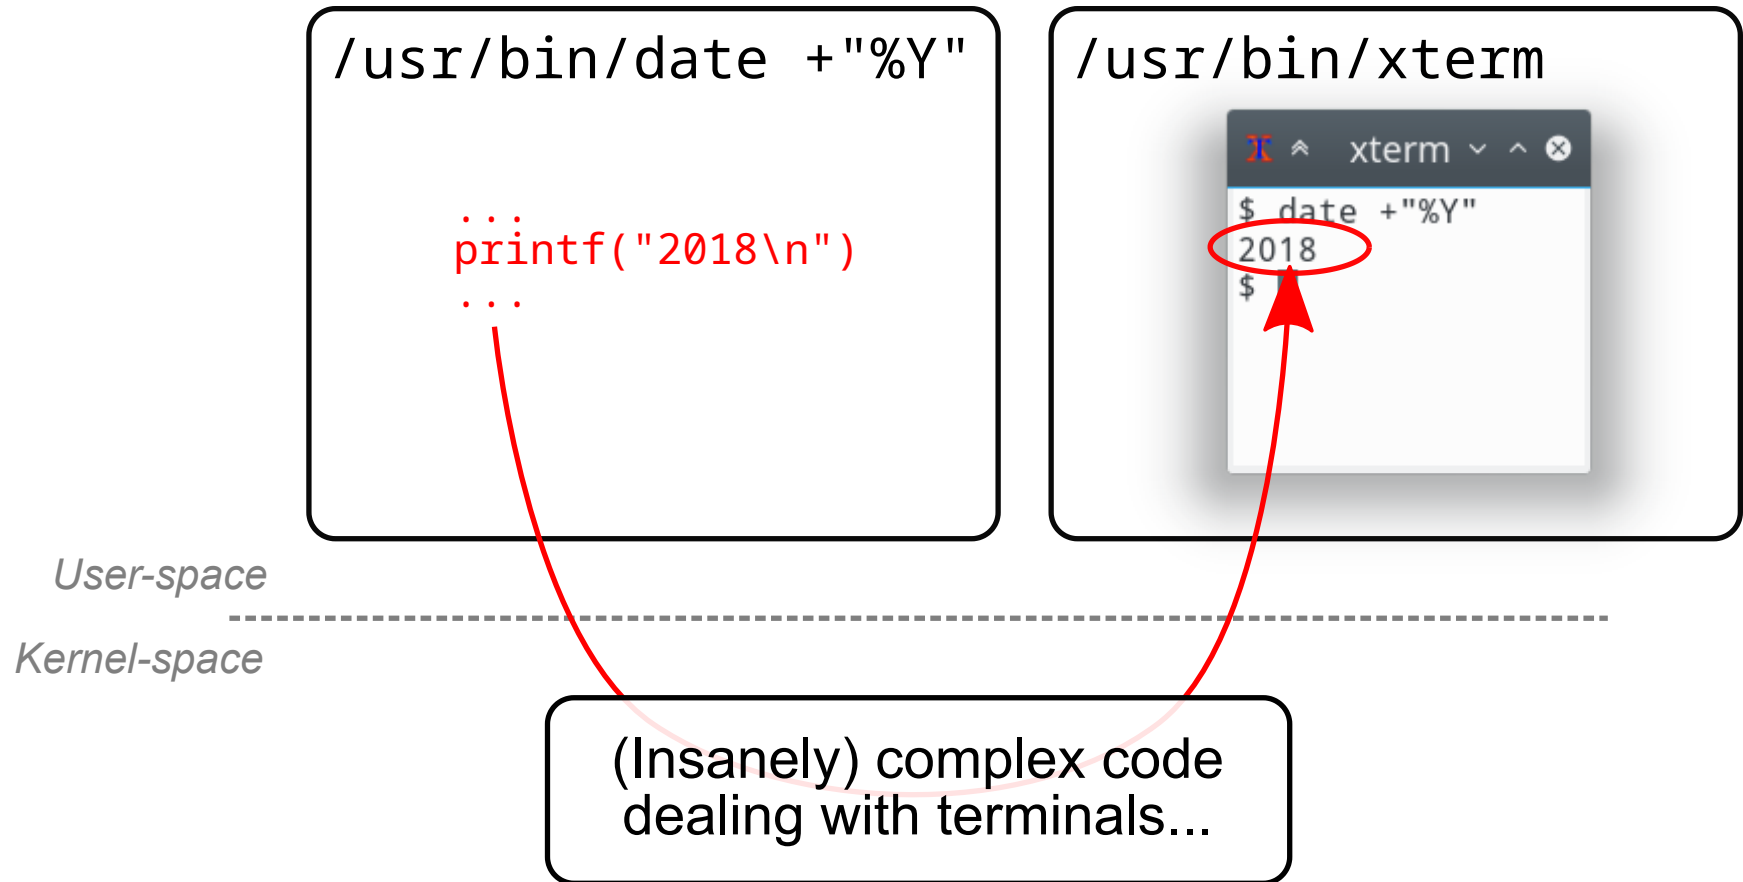 /usr/bin/date +"%Y"
...
printf("2018\n")
...
/usr/bin/xterm
xterm
$ date +"%Y"
2018
$
User-space
Kernel-space
(Insanely) complex code
dealing with terminals...